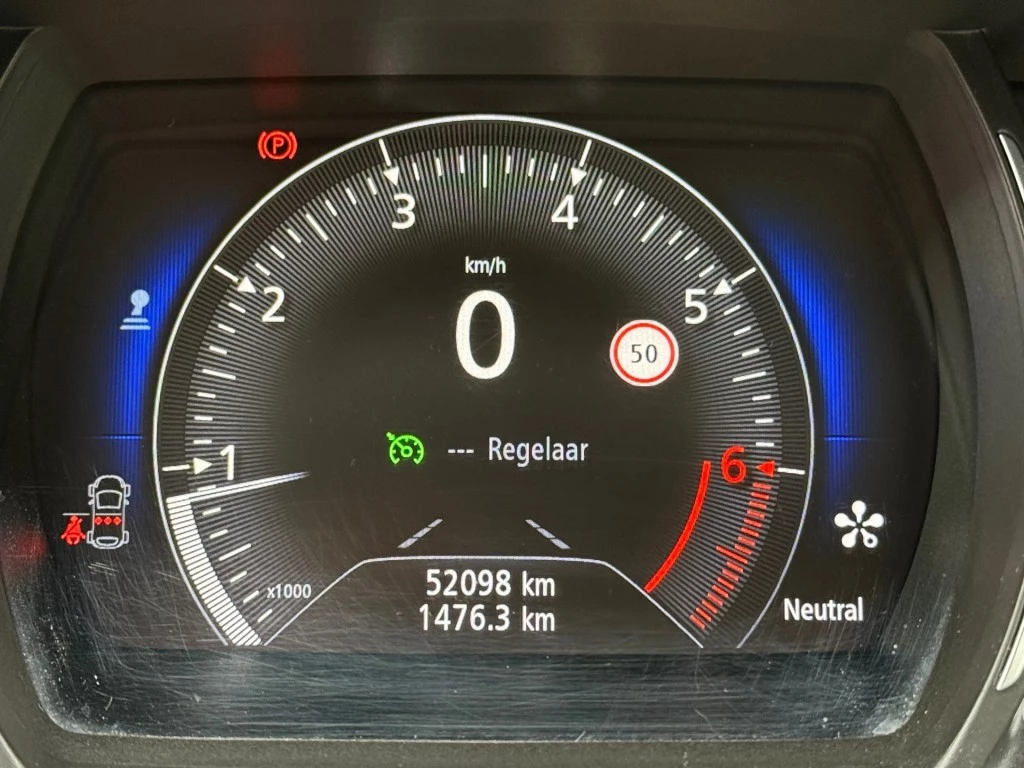 P
3
4
2
km/h
5
0
50
1
--- Regelaar
6
x1000
52098 km
1476.3 km
Neutral